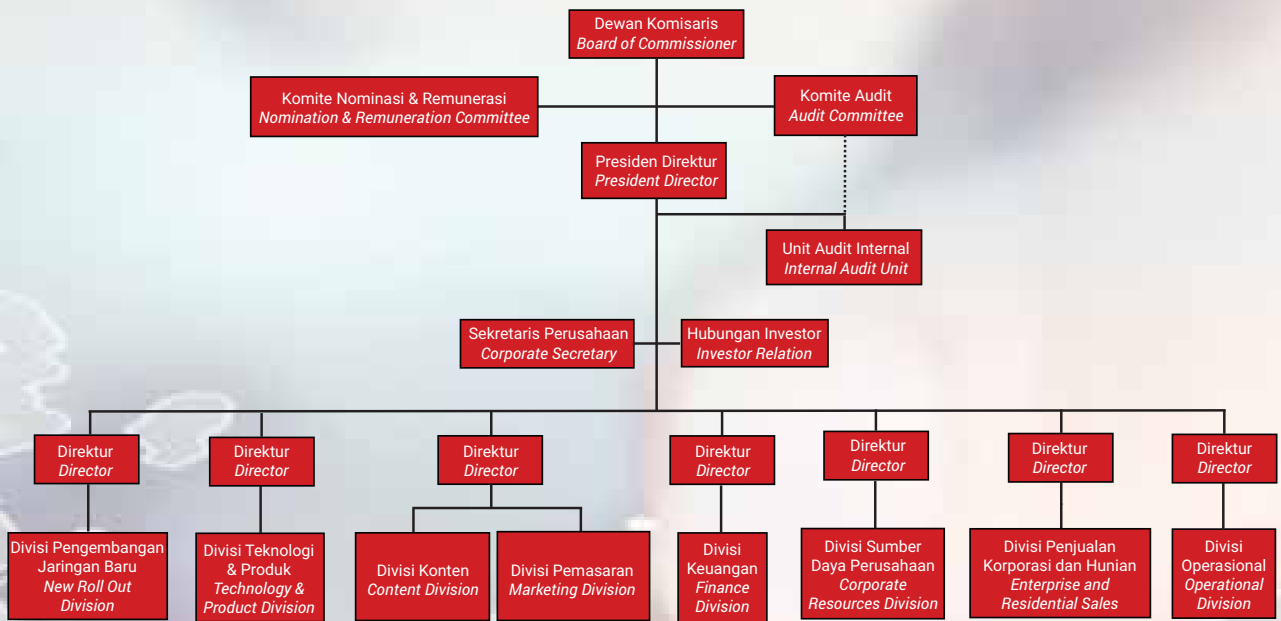 Dewan Komisaris
Board of Commissioner
Komite Nominasi & Remunerasi
Nomination & Remuneration Committee
Komite Audit
Audit Committee
Presiden Direktur
President Director
Unit Audit Internal
Internal Audit Unit
Sekretaris Perusahaan
Corporate Secretary
Hubungan Investor
Investor Relation
Direktur
Director
Direktur
Director
Direktur
Director
Direktur
Director
Direktur
Director
Direktur
Director
Direktur
Director
Divisi Pengembangan
Jaringan Baru
New Roll Out
Division
Divisi Teknologi
& Produk
Technology &
Product Division
Divisi Konten
Content Division
Divisi Pemasaran
Marketing Division
Divisi
Keuangan
Finance
Division
Divisi Sumber
Daya Perusahaan
Corporate
Resources Division
Divisi Penjualan
Korporasi dan Hunian
Enterprise and
Residential Sales
Divisi
Operasional
Operational
Division